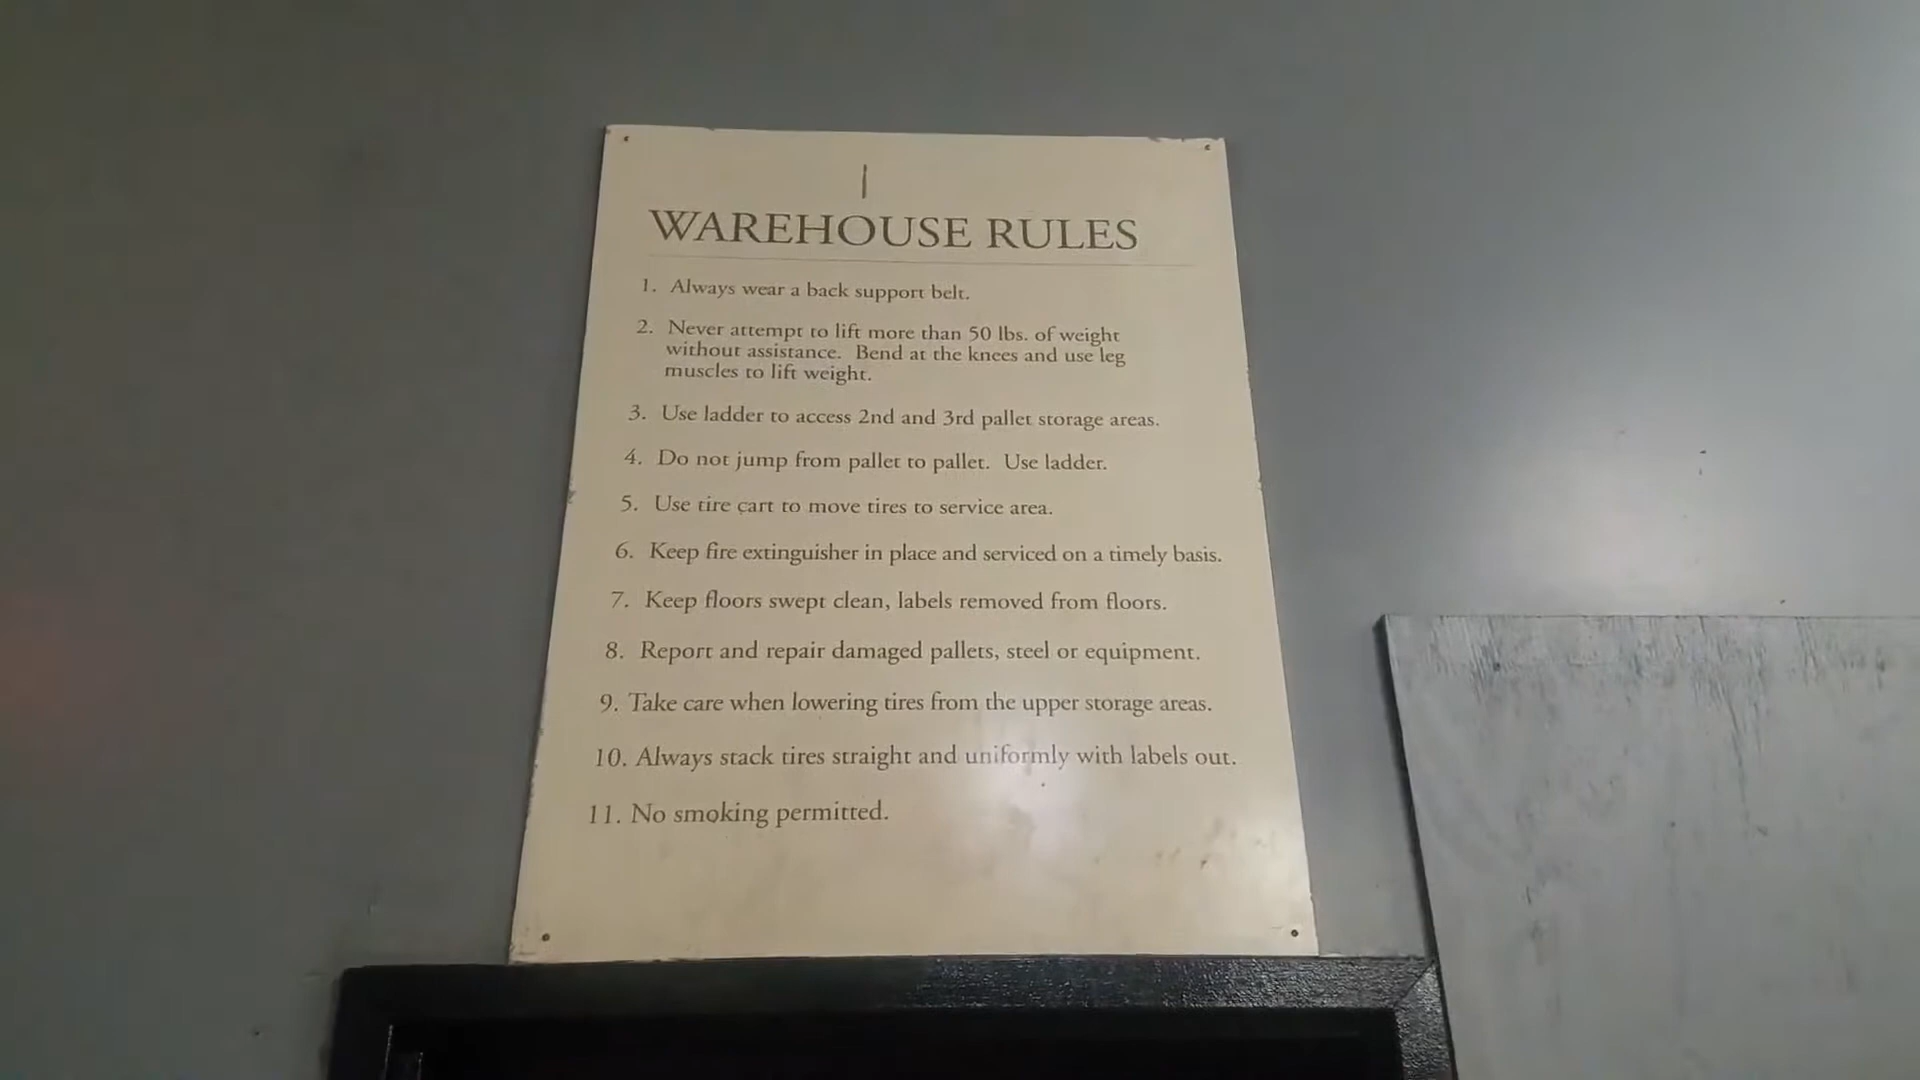 WAREHOUSE RULES
1. Always wear a back support belt.
2. Never attempt to lift more than 50 lbs. of weight
without assistance. Bend at the knees and use leg
muscles to lift weight.
3. Use ladder to access 2nd and 3rd pallet storage areas.
4. Do not jump from pallet to pallet. Use ladder.
5. Use tire cart to move tires to service area.
6. Keep fire extinguisher in place and serviced on a timely basis.
7. Keep floors swept clean, labels removed from floors.
8. Report and repair damaged pallets, steel or equipment.
9. Take care when lowering tires from the upper storage areas.
10. Always stack tires straight and uniformly with labels out.
11. No smoking permitted.